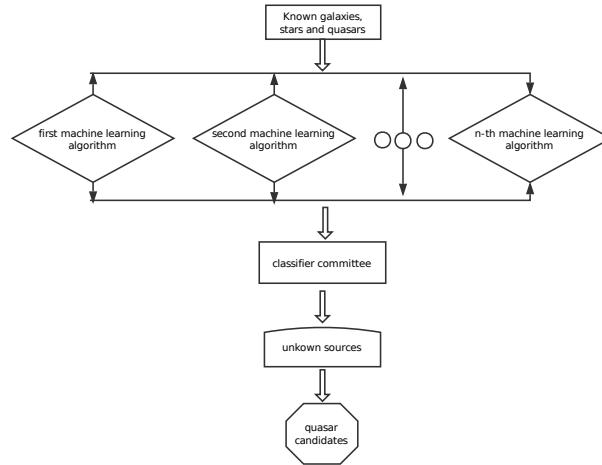 Known galaxies,
stars and quasars
first machine learning
algorithm
second machine learning
algorithm
n-th machine learning
algorithm
classifier committee
unkown sources
quasar
candidates